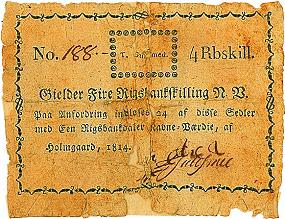 No. 188 4 Rbskill.
Gielder Fire Rigsbankskilling N. V.
Paa Anfordring indløses 24 af disse Sedler
med Een Rigsbankdaler Navne-Værdie, af
Holmgaard, 1814.